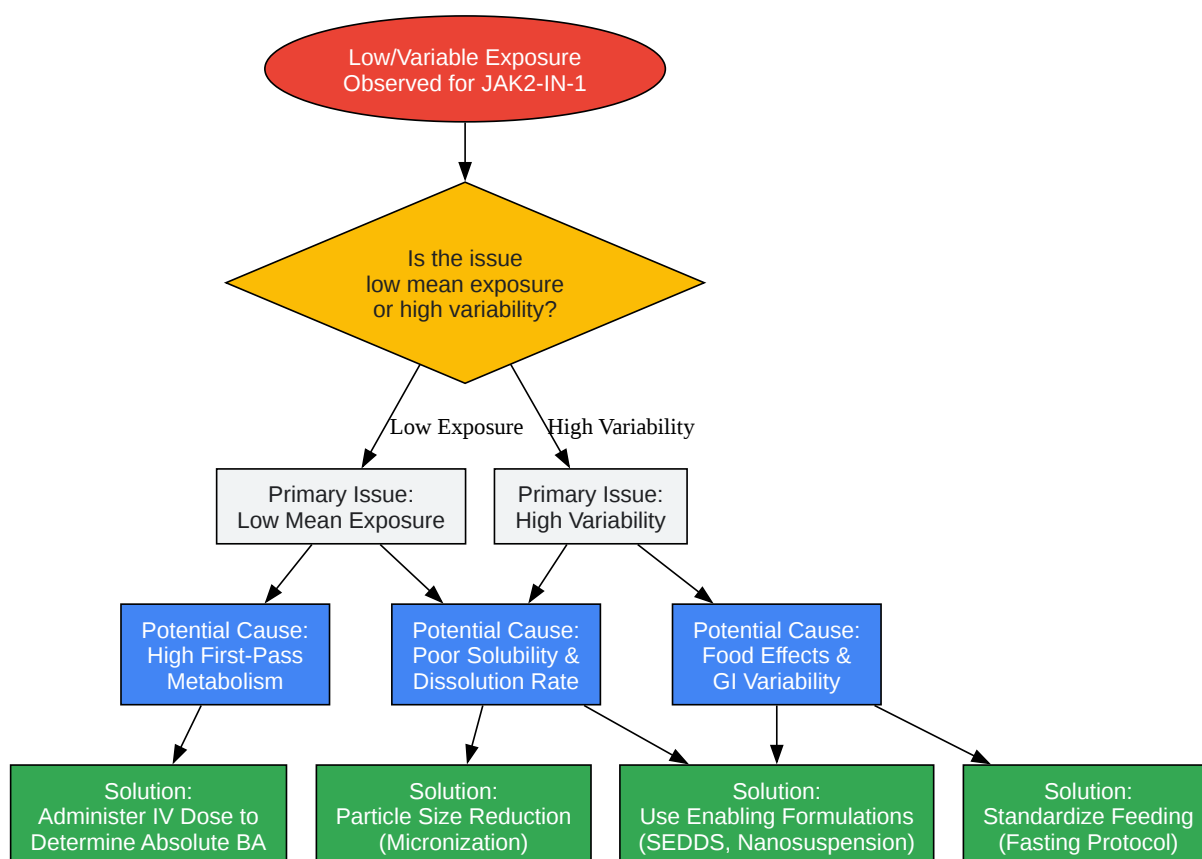 Low/Variable Exposure
Observed for JAK2-IN-1
Is the issue
low mean exposure
or high variability?
Low Exposure
High Variability
Primary Issue:
Low Mean Exposure
Primary Issue:
High Variability
Potential Cause:
High First-Pass
Metabolism
Potential Cause:
Poor Solubility &
Dissolution Rate
Potential Cause:
Food Effects &
GI Variability
Solution:
Administer IV Dose to
Determine Absolute BA
Solution:
Particle Size Reduction
(Micronization)
Solution:
Use Enabling Formulations
(SEDDS, Nanosuspension)
Solution:
Standardize Feeding
(Fasting Protocol)